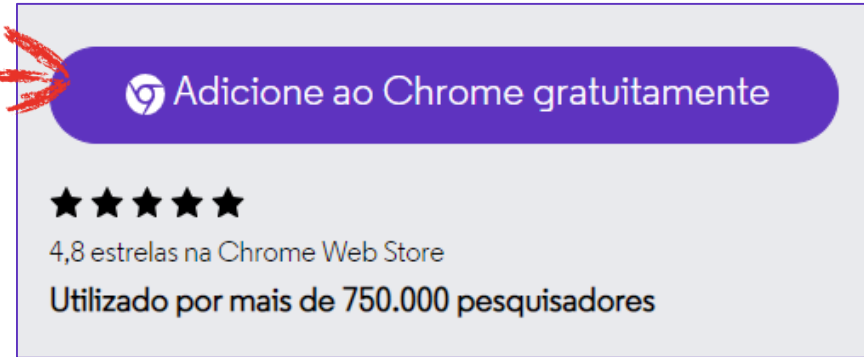 Adicione ao Chrome gratuitamente
4,8 estrelas na Chrome Web Store
Utilizado por mais de 750.000 pesquisadores